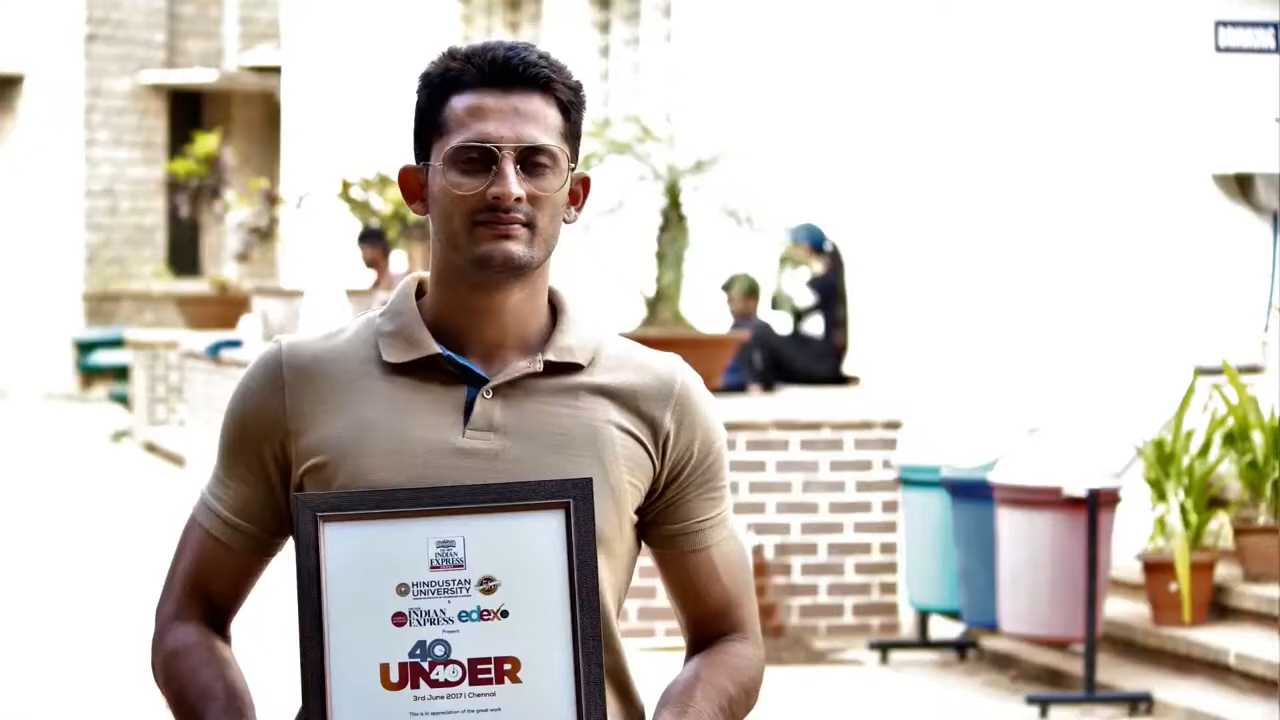 INDIAN
EXPRESS
HINDUSTAN
UNIVERSITY
&
INDIAN
EXPRESS
edex
Present
40
UNDER
40
3rd June 2017 | Chennai
This is in appreciation of the great work